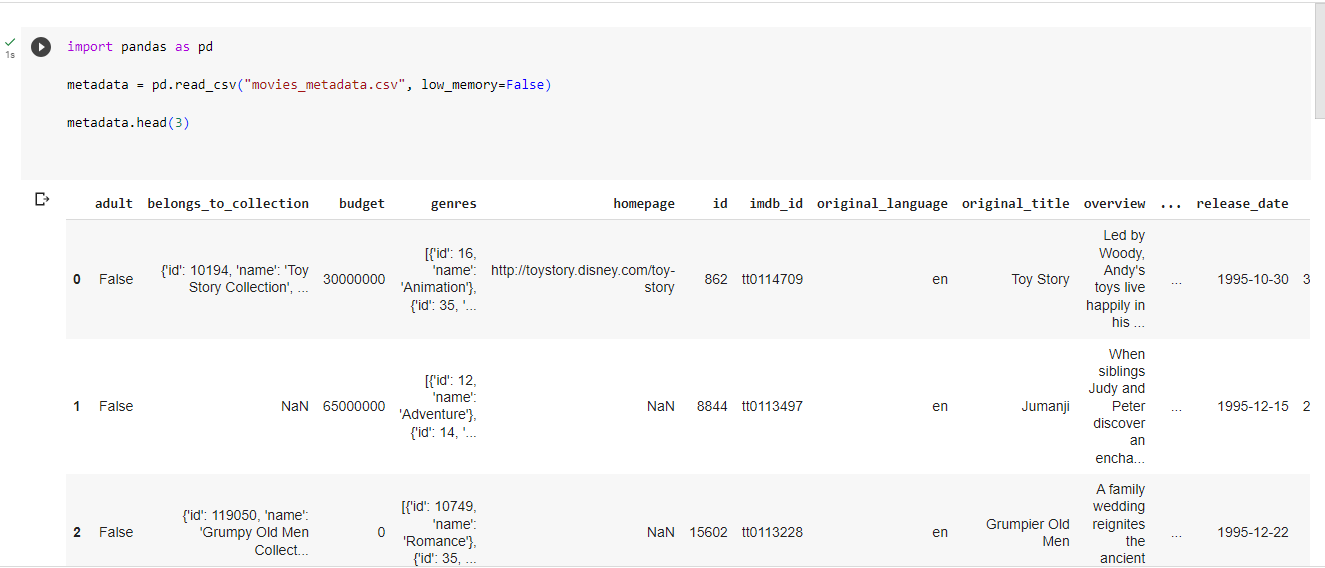 import pandas as pd
1s
metadata = pd.read_csv("movies_metadata.csv", low_memory=False)
metadata.head(3)
adult belongs_to_collection budget genres homepage id imdb_id original_language original_title overview ... release_date
0 False {'id': 10194, 'name': 'Toy Story Collection', ... 30000000 [{'id': 16, 'name': 'Animation'}, {'id': 35, '... http://toystory.disney.com/toy-story 862 tt0114709 en Toy Story Led by Woody, Andy's toys live happily in his ... ... 1995-10-30 3
1 False NaN 65000000 [{'id': 12, 'name': 'Adventure'}, {'id': 14, '... NaN 8844 tt0113497 en Jumanji When siblings Judy and Peter discover an encha... ... 1995-12-15 2
2 False {'id': 119050, 'name': 'Grumpy Old Men Collect... 0 [{'id': 10749, 'name': 'Romance'}, {'id': 35, ... NaN 15602 tt0113228 en Grumpier Old Men A family wedding reignites the ancient ... 1995-12-22